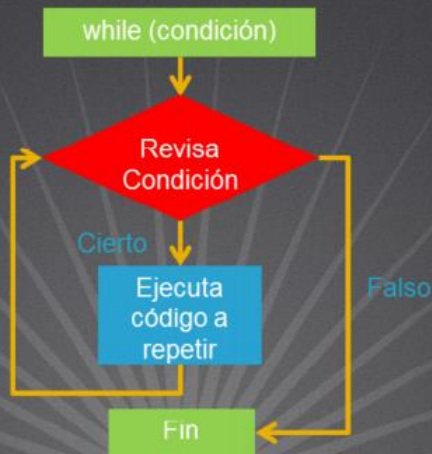 while (condición)
Revisa
Condición
Cierto
Ejecuta
código a
repetir
Falso
Fin